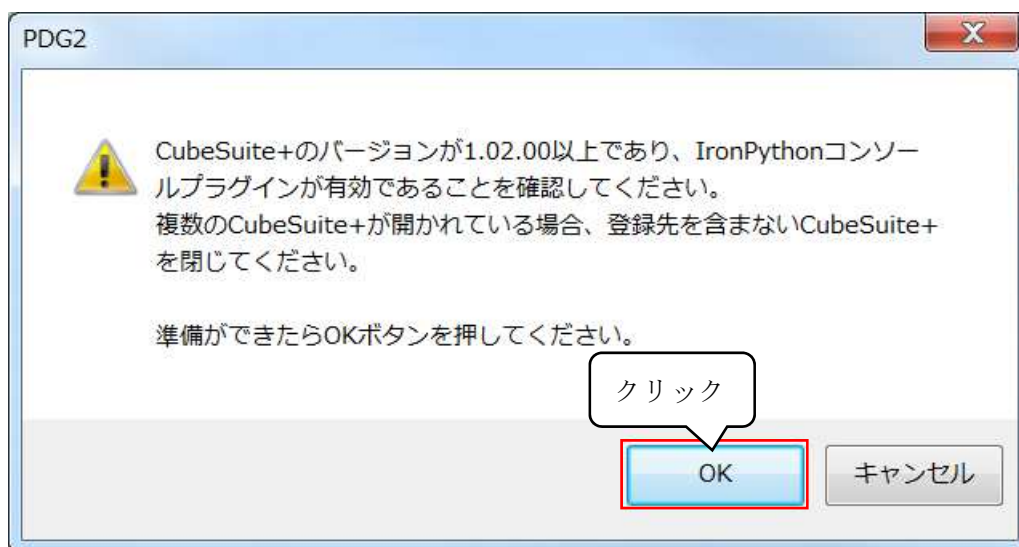 PDG2
CubeSuite+のバージョンが1.02.00以上であり、IronPythonコンソー
ルプラグインが有効であることを確認してください。
複数のCubeSuite+が開かれている場合、登録先を含まないCubeSuite+
を閉じてください。
準備ができたらOKボタンを押してください。
クリック
OK
キャンセル